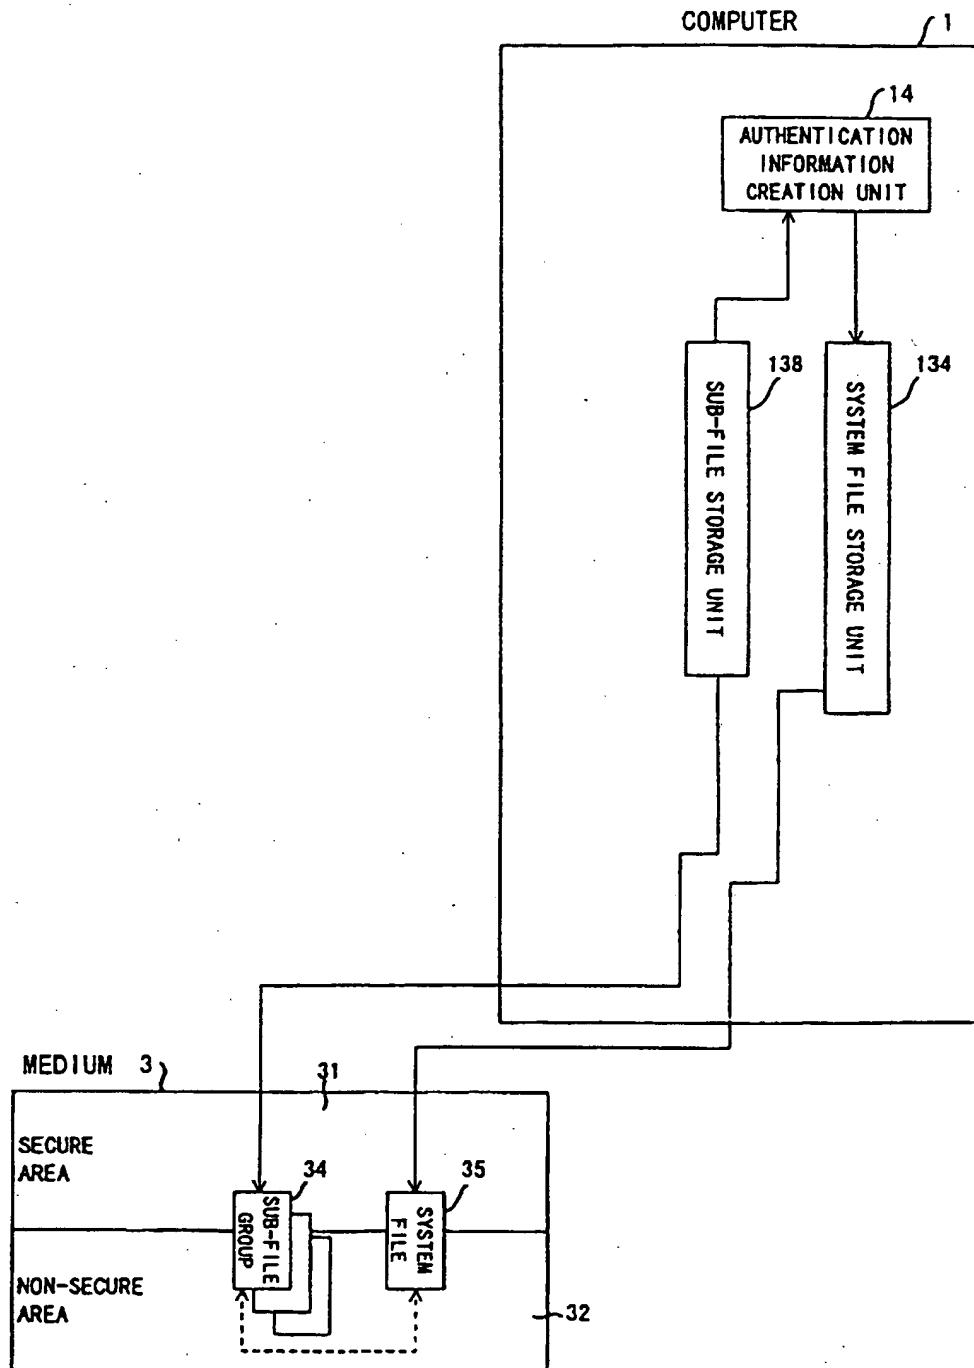 COMPUTER 1
14
AUTHENTICATION
INFORMATION
CREATION UNIT
138
134
SUB-FILE STORAGE UNIT
SYSTEM FILE STORAGE UNIT
MEDIUM 3
31
SECURE
AREA
34
35
SUB-FILE
GROUP
SYSTEM
FILE
NON-SECURE
AREA
32